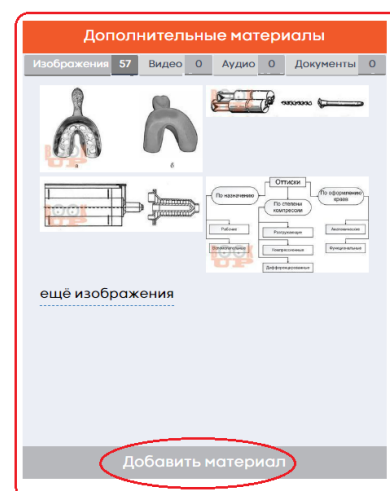 Дополнительные материалы
Изображения 57 Видео 0 Аудио 0 Документы 0
а б
Оттиски
По назначению
По степени компрессии
По оформлению краев
Рабочие
Разгружающие
Анатомические
Компрессионные
Функциональные
Дифференцированные
ещё изображения
Добавить материал